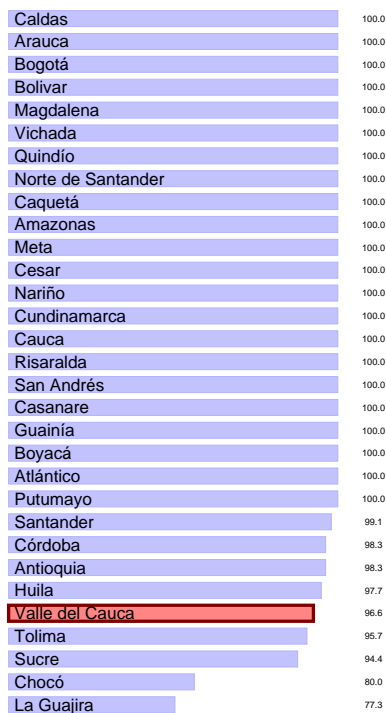 Caldas 100.0
Arauca 100.0
Bogotá 100.0
Bolivar 100.0
Magdalena 100.0
Vichada 100.0
Quindío 100.0
Norte de Santander 100.0
Caquetá 100.0
Amazonas 100.0
Meta 100.0
Cesar 100.0
Nariño 100.0
Cundinamarca 100.0
Cauca 100.0
Risaralda 100.0
San Andrés 100.0
Casanare 100.0
Guainía 100.0
Boyacá 100.0
Atlántico 100.0
Putumayo 100.0
Santander 99.1
Córdoba 98.3
Antioquia 98.3
Huila 97.7
Valle del Cauca 96.6
Tolima 95.7
Sucre 94.4
Chocó 80.0
La Guajira 77.3